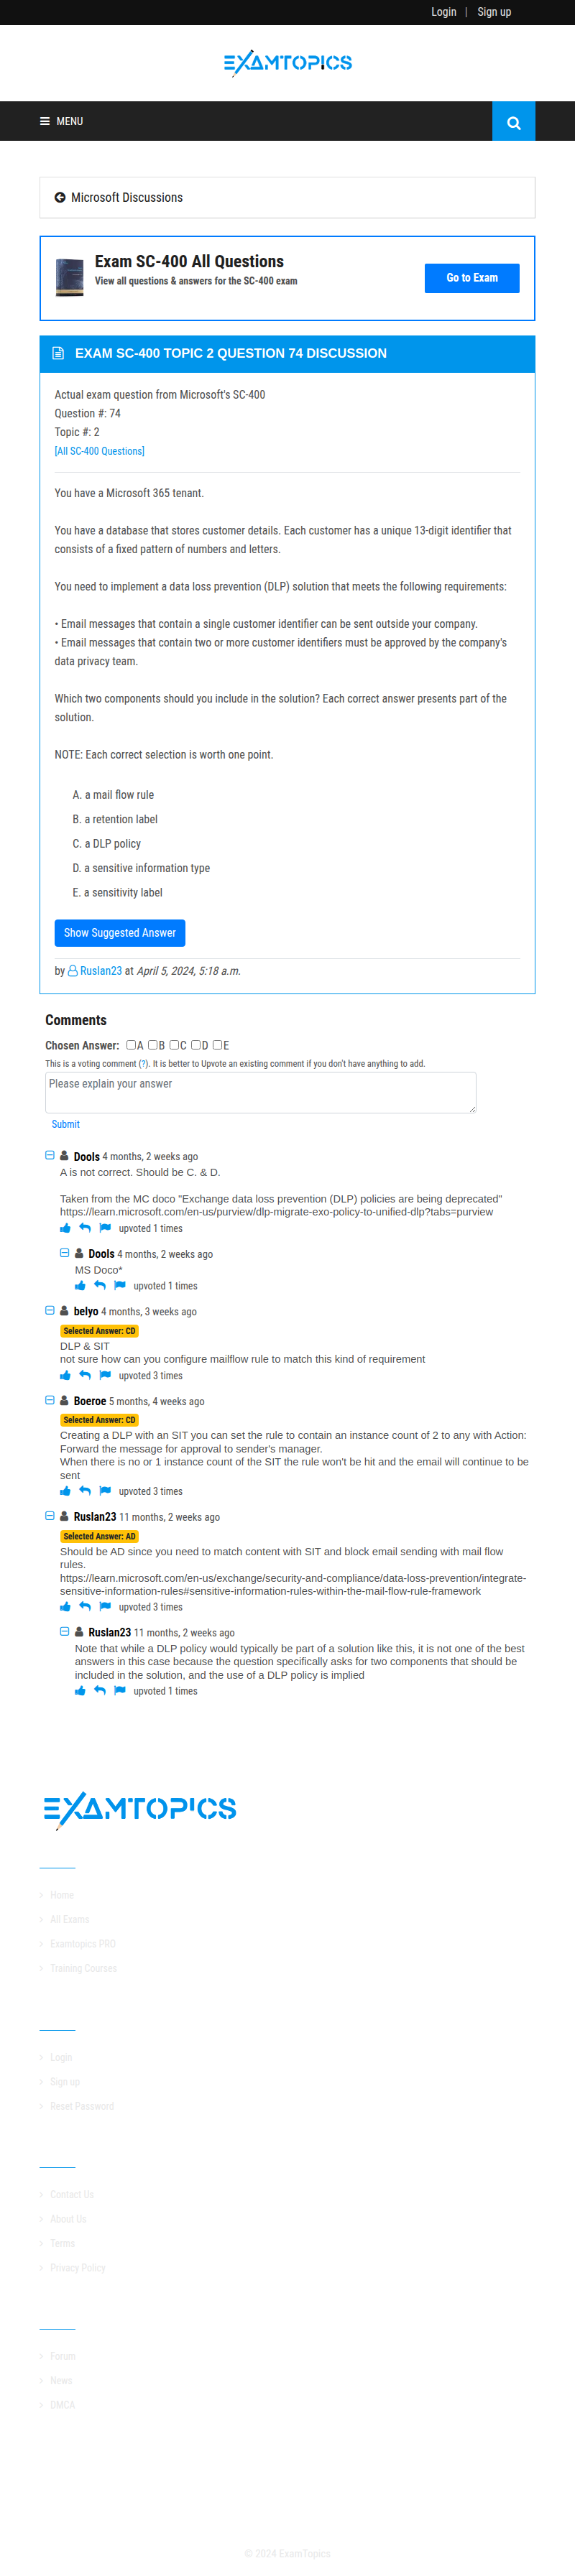 Login | Sign up
EXAMTOPICS
MENU
Microsoft Discussions
Exam SC-400 All Questions
View all questions & answers for the SC-400 exam
Go to Exam
EXAM SC-400 TOPIC 2 QUESTION 74 DISCUSSION
Actual exam question from Microsoft's SC-400
Question #: 74
Topic #: 2
[All SC-400 Questions]
You have a Microsoft 365 tenant.
You have a database that stores customer details. Each customer has a unique 13-digit identifier that
consists of a fixed pattern of numbers and letters.
You need to implement a data loss prevention (DLP) solution that meets the following requirements:
• Email messages that contain a single customer identifier can be sent outside your company.
• Email messages that contain two or more customer identifiers must be approved by the company's
data privacy team.
Which two components should you include in the solution? Each correct answer presents part of the
solution.
NOTE: Each correct selection is worth one point.
A. a mail flow rule
B. a retention label
C. a DLP policy
D. a sensitive information type
E. a sensitivity label
Show Suggested Answer
by Ruslan23 at April 5, 2024, 5:18 a.m.
Comments
Chosen Answer: A B C D E
This is a voting comment (?). It is better to Upvote an existing comment if you don't have anything to add.
Please explain your answer
Submit
Dools 4 months, 2 weeks ago
A is not correct. Should be C. & D.
Taken from the MC doco "Exchange data loss prevention (DLP) policies are being deprecated"
https://learn.microsoft.com/en-us/purview/dlp-migrate-exo-policy-to-unified-dlp?tabs=purview
upvoted 1 times
Dools 4 months, 2 weeks ago
MS Doco*
upvoted 1 times
belyo 4 months, 3 weeks ago
Selected Answer: CD
DLP & SIT
not sure how can you configure mailflow rule to match this kind of requirement
upvoted 3 times
Boeroe 5 months, 4 weeks ago
Selected Answer: CD
Creating a DLP with an SIT you can set the rule to contain an instance count of 2 to any with Action:
Forward the message for approval to sender's manager.
When there is no or 1 instance count of the SIT the rule won't be hit and the email will continue to be
sent
upvoted 3 times
Ruslan23 11 months, 2 weeks ago
Selected Answer: AD
Should be AD since you need to match content with SIT and block email sending with mail flow
rules.
https://learn.microsoft.com/en-us/exchange/security-and-compliance/data-loss-prevention/integrate-
sensitive-information-rules#sensitive-information-rules-within-the-mail-flow-rule-framework
upvoted 3 times
Ruslan23 11 months, 2 weeks ago
Note that while a DLP policy would typically be part of a solution like this, it is not one of the best
answers in this case because the question specifically asks for two components that should be
included in the solution, and the use of a DLP policy is implied
upvoted 1 times
EXAMTOPICS
Home
All Exams
Examtopics PRO
Training Courses
Login
Sign up
Reset Password
Contact Us
About Us
Terms
Privacy Policy
Forum
News
DMCA
© 2024 ExamTopics